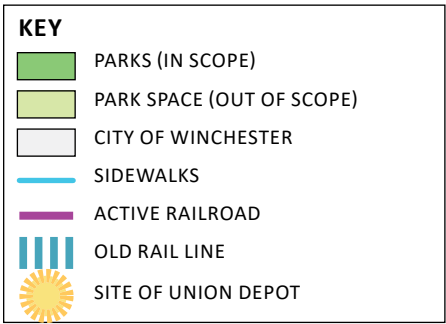 KEY
PARKS (IN SCOPE)
PARK SPACE (OUT OF SCOPE)
CITY OF WINCHESTER
SIDEWALKS
ACTIVE RAILROAD
OLD RAIL LINE
SITE OF UNION DEPOT